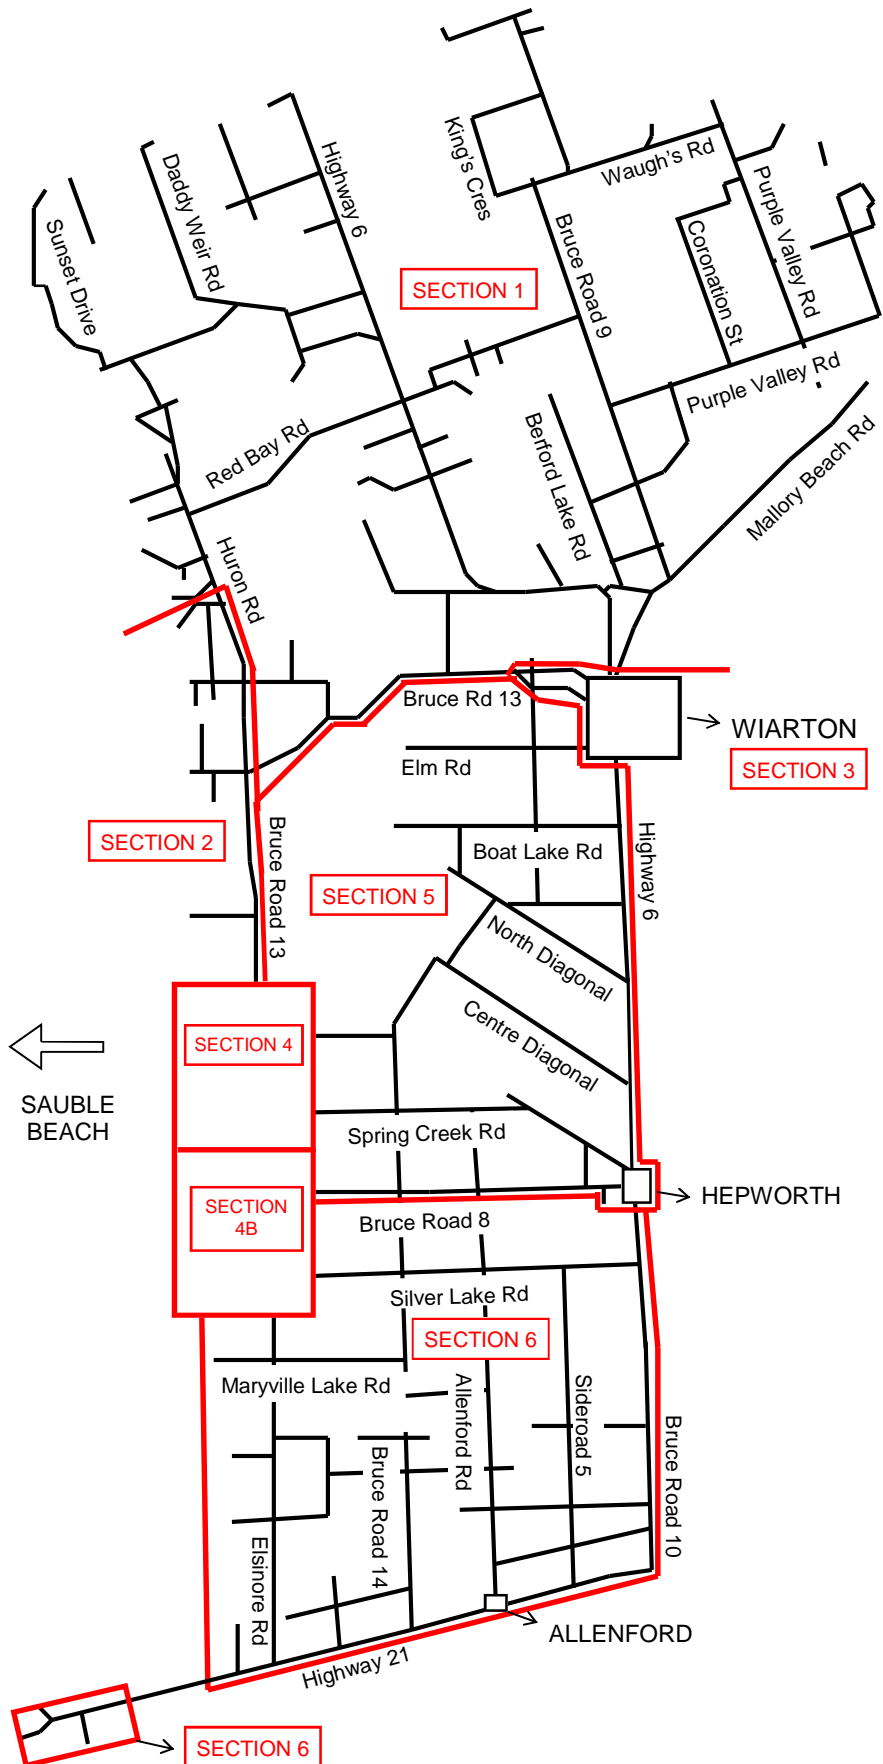 King's Cres
Waugh's Rd
Highway 6
Daddy Weir Rd
Sunset Drive
Purple Valley Rd
Coronation St
Bruce Road 9
SECTION 1
Purple Valley Rd
Red Bay Rd
Berford Lake Rd
Mallory Beach Rd
Huron Rd
Bruce Rd 13
WIARTON
Elm Rd
SECTION 3
SECTION 2
Bruce Road 13
Boat Lake Rd
Highway 6
SECTION 5
North Diagonal
Centre Diagonal
SECTION 4
SAUBLE
BEACH
Spring Creek Rd
SECTION
4B
HEPWORTH
Bruce Road 8
Silver Lake Rd
SECTION 6
Maryville Lake Rd
Allenford Rd
Sideroad 5
Bruce Road 14
Bruce Road 10
Elsinore Rd
ALLENFORD
Highway 21
SECTION 6